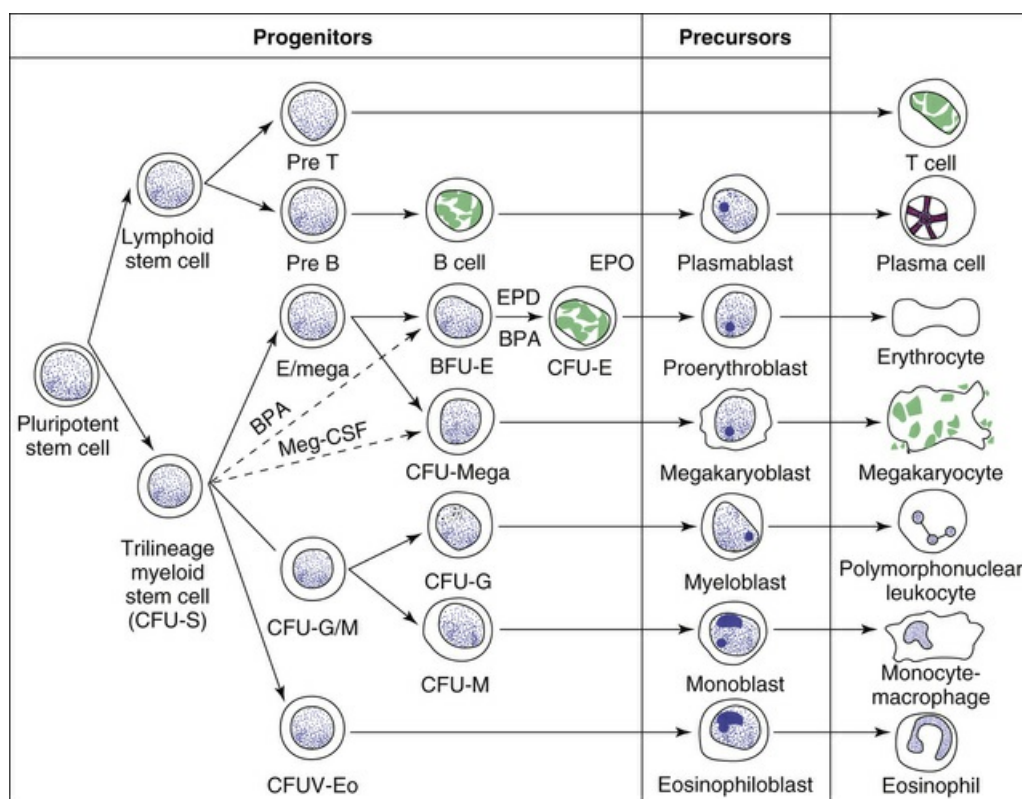 Progenitors
Precursors
Pre T
T cell
Lymphoid
stem cell
Pre B
B cell
EPO
Plasmablast
Plasma cell
E/mega
BFU-E
EPD
BPA
CFU-E
Proerythroblast
Erythrocyte
Pluripotent
stem cell
BPA
Meg-CSF
CFU-Mega
Megakaryoblast
Megakaryocyte
Trilineage
myeloid
stem cell
(CFU-S)
CFU-G/M
CFU-G
Myeloblast
Polymorphonuclear
leukocyte
CFU-M
Monoblast
Monocyte-
macrophage
CFUV-Eo
Eosinophiloblast
Eosinophil